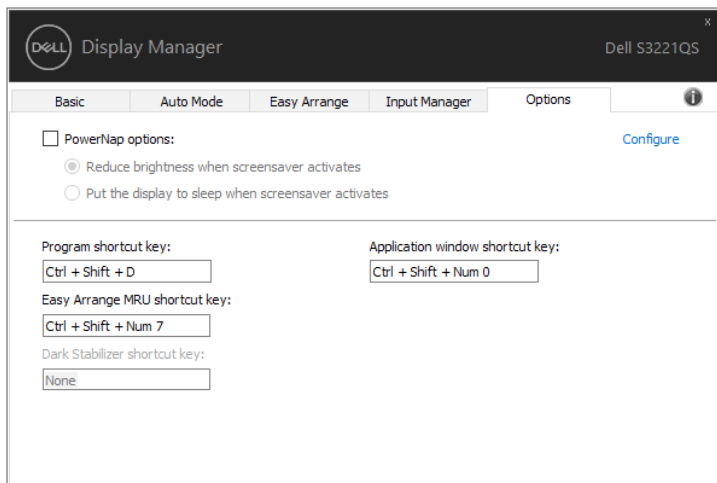 x
DELL Display Manager Dell S3221QS
Basic Auto Mode Easy Arrange Input Manager Options i
PowerNap options: Configure
Reduce brightness when screensaver activates
Put the display to sleep when screensaver activates
Program shortcut key: Application window shortcut key:
Ctrl + Shift + D Ctrl + Shift + Num 0
Easy Arrange MRU shortcut key:
Ctrl + Shift + Num 7
Dark Stabilizer shortcut key:
None